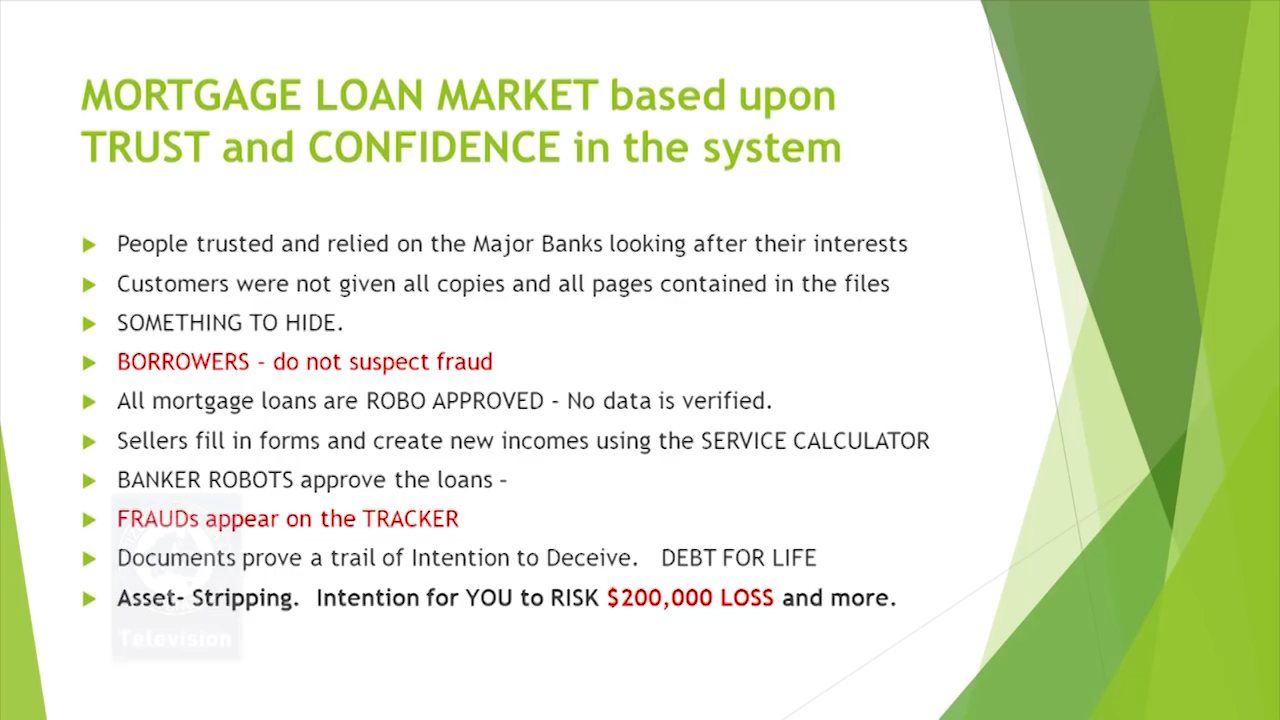 MORTGAGE LOAN MARKET based upon
TRUST and CONFIDENCE in the system
People trusted and relied on the Major Banks looking after their interests
Customers were not given all copies and all pages contained in the files
SOMETHING TO HIDE.
BORROWERS - do not suspect fraud
All mortgage loans are ROBO APPROVED - No data is verified.
Sellers fill in forms and create new incomes using the SERVICE CALCULATOR
BANKER ROBOTS approve the loans –
FRAUDs appear on the TRACKER
Documents prove a trail of Intention to Deceive. DEBT FOR LIFE
Asset- Stripping. Intention for YOU to RISK $200,000 LOSS and more.
Television